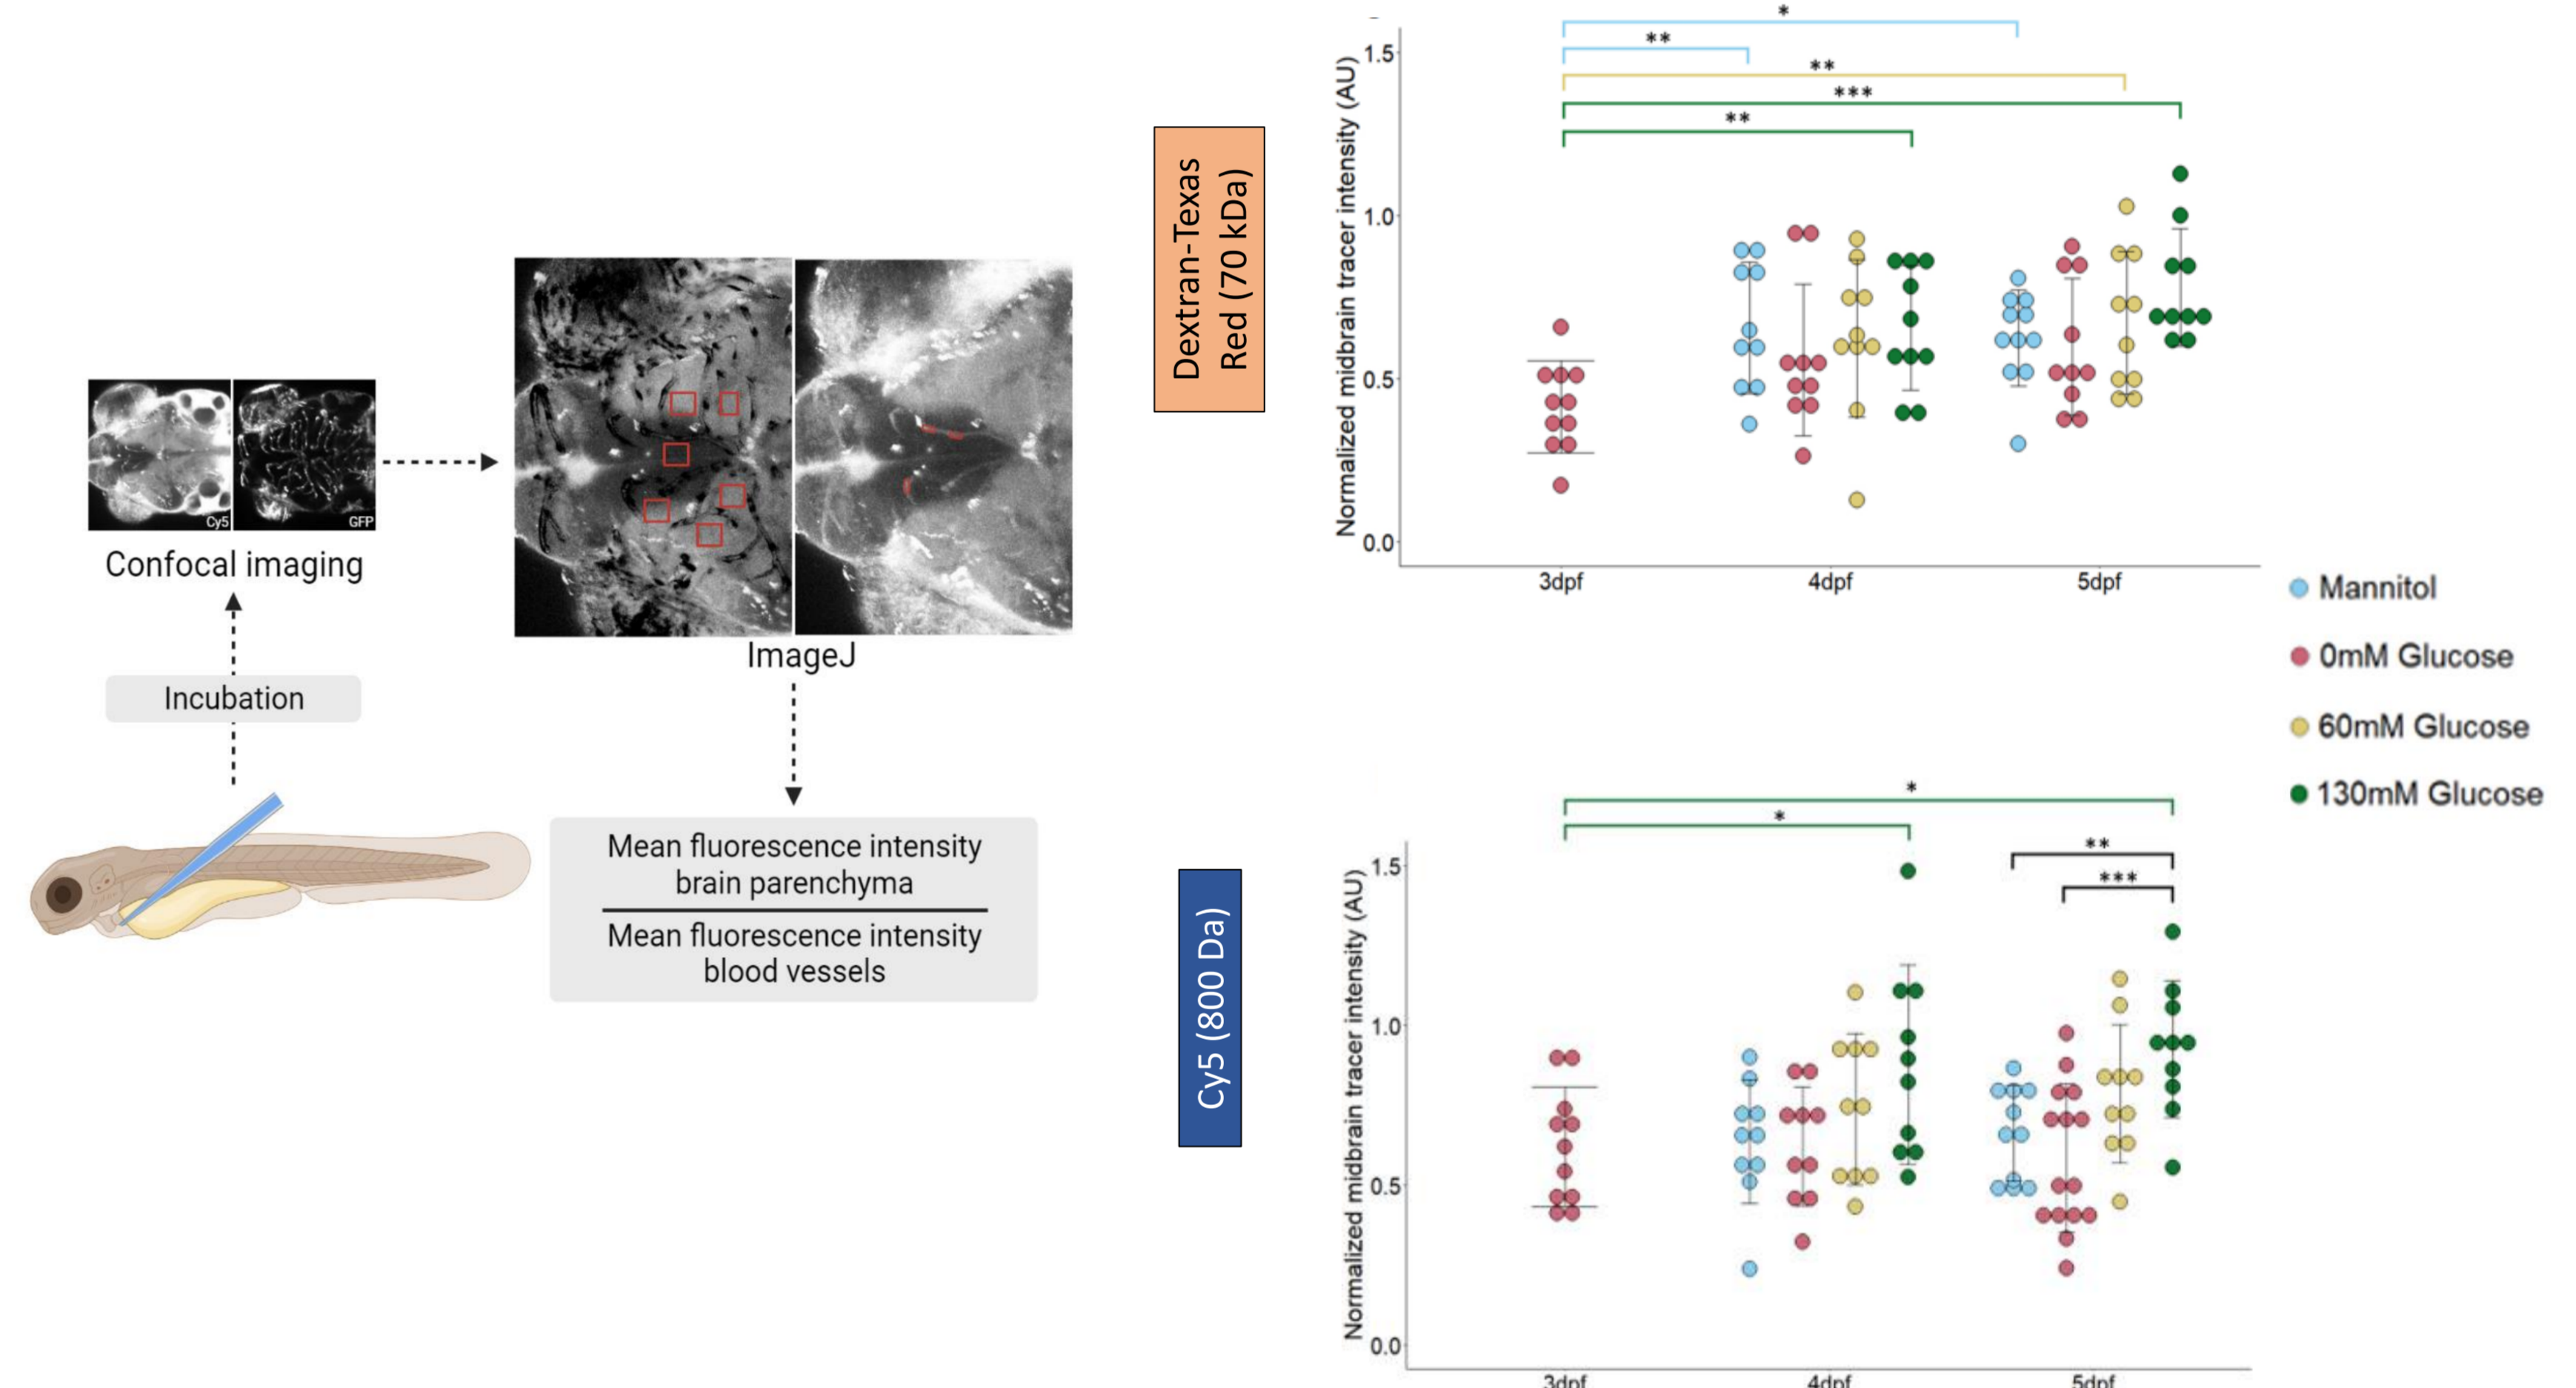 Cy5
GFP
Confocal imaging
Incubation
ImageJ
Mean fluorescence intensity
brain parenchyma
Mean fluorescence intensity
blood vessels
Dextran-Texas
Red (70 kDa)
Normalized midbrain tracer intensity (AU)
*
**
**
***
**
1.5
1.0
0.5
0.0
3dpf
4dpf
5dpf
Mannitol
0mM Glucose
60mM Glucose
130mM Glucose
Cy5 (800 Da)
Normalized midbrain tracer intensity (AU)
*
*
**
***
1.5
1.0
0.5
0.0
3dpf
4dpf
5dpf